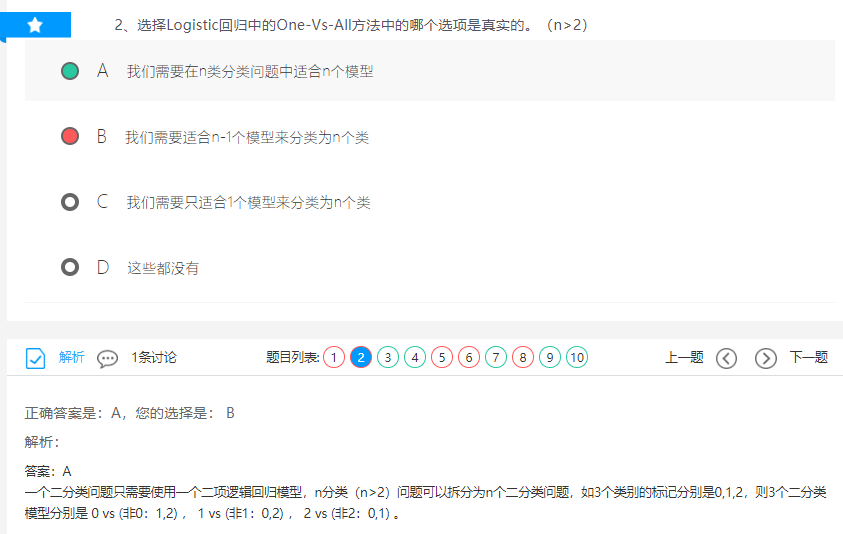 2、选择Logistic回归中的One-Vs-All方法中的哪个选项是真实的。（n>2）
A 我们需要在n类分类问题中适合n个模型
B 我们需要适合n-1个模型来分类为n个类
C 我们需要只适合1个模型来分类为n个类
D 这些都没有
解析 1条讨论 题目列表: 1 2 3 4 5 6 7 8 9 10 上一题 下一题
正确答案是：A，您的选择是： B
解析：
答案：A
一个二分类问题只需要使用一个二项逻辑回归模型，n分类（n>2）问题可以拆分为n个二分类问题，如3个类别的标记分别是0,1,2，则3个二分类
模型分别是 0 vs (非0：1,2) ， 1 vs (非1：0,2) ， 2 vs (非2：0,1) 。